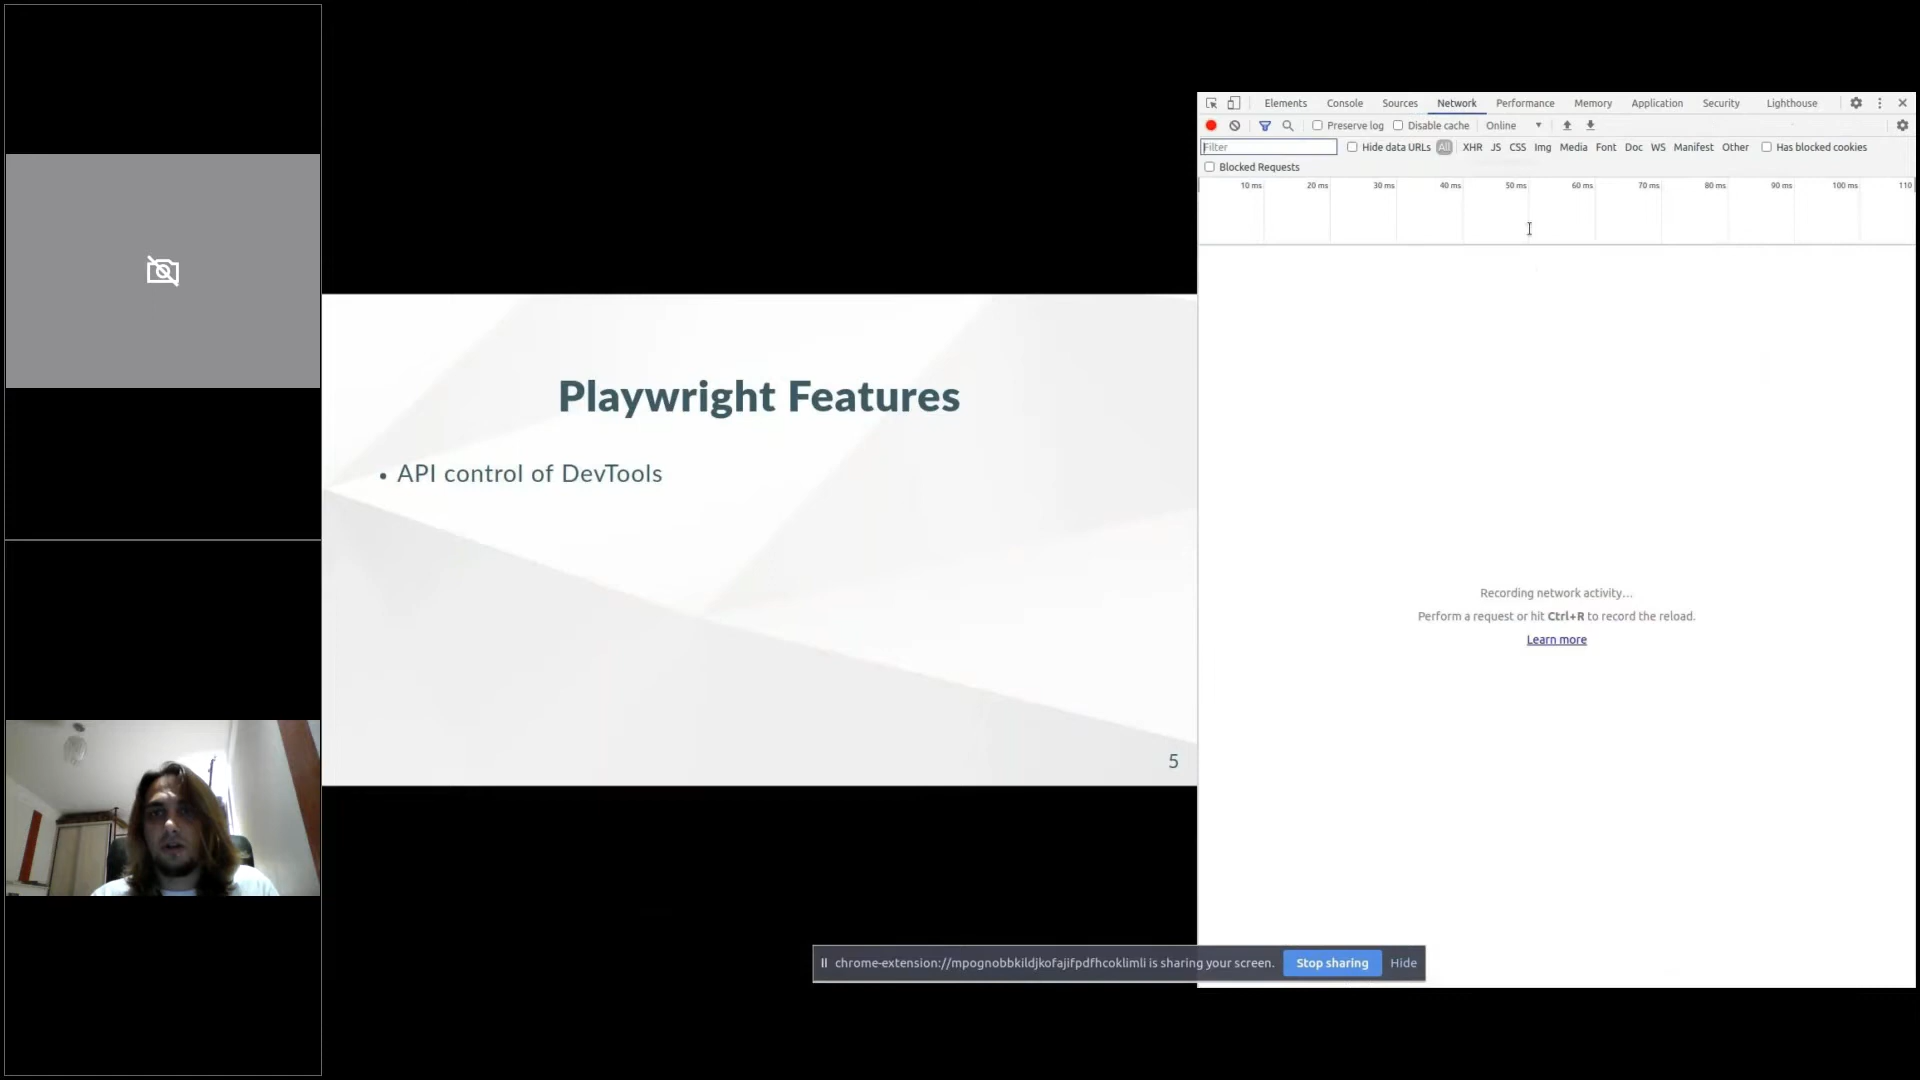 Playwright Features
• API control of DevTools
5
Elements Console Sources Network Performance Memory Application Security Lighthouse
Preserve log Disable cache Online
Filter Hide data URLs All XHR JS CSS Img Media Font Doc WS Manifest Other Has blocked cookies
Blocked Requests
10 ms 20 ms 30 ms 40 ms 50 ms 60 ms 70 ms 80 ms 90 ms 100 ms 110
Recording network activity…
Perform a request or hit Ctrl+R to record the reload.
Learn more
chrome-extension://mpognobbkildjkofajifpdfhcoklimli is sharing your screen. Stop sharing Hide